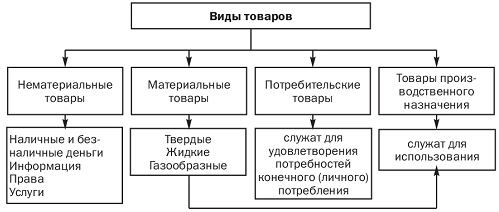 Виды товаров
Нематериальные
товары
Материальные
товары
Потребительские
товары
Товары произ-
водственного
назначения
Наличные и без-
наличные деньги
Информация
Права
Услуги
Твердые
Жидкие
Газообразные
служат для
удовлетворения
потребностей
конечного (личного)
потребления
служат для
использования